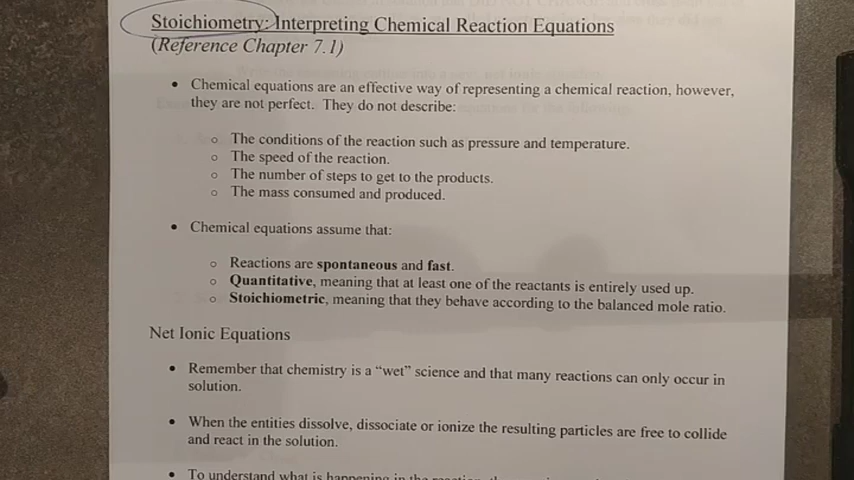 Stoichiometry: Interpreting Chemical Reaction Equations
(Reference Chapter 7.1)
• Chemical equations are an effective way of representing a chemical reaction, however,
they are not perfect. They do not describe:
o The conditions of the reaction such as pressure and temperature.
o The speed of the reaction.
o The number of steps to get to the products.
o The mass consumed and produced.
• Chemical equations assume that:
o Reactions are spontaneous and fast.
o Quantitative, meaning that at least one of the reactants is entirely used up.
o Stoichiometric, meaning that they behave according to the balanced mole ratio.
Net Ionic Equations
• Remember that chemistry is a “wet” science and that many reactions can only occur in
solution.
• When the entities dissolve, dissociate or ionize the resulting particles are free to collide
and react in the solution.
• To understand what is happening in the